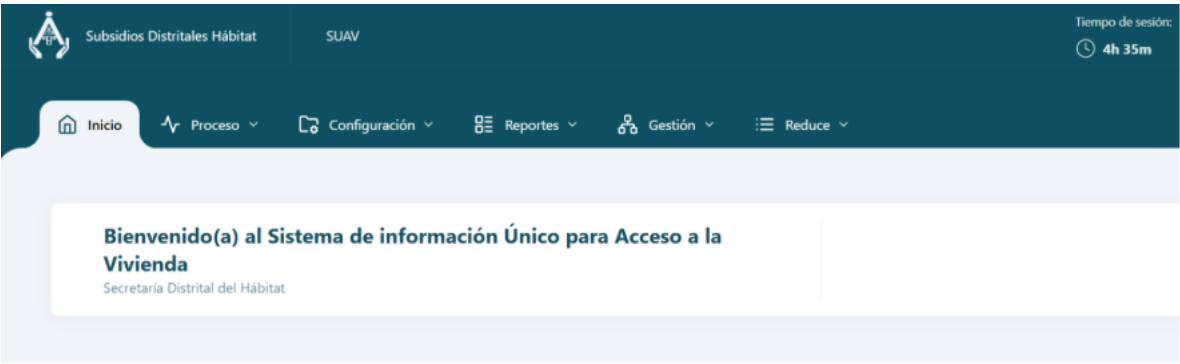 Subsidios Distritales Hábitat
SUAV
Tiempo de sesión:
4h 35m
Inicio
Proceso
Configuración
Reportes
Gestión
Reduce
Bienvenido(a) al Sistema de información Único para Acceso a la
Vivienda
Secretaría Distrital del Hábitat